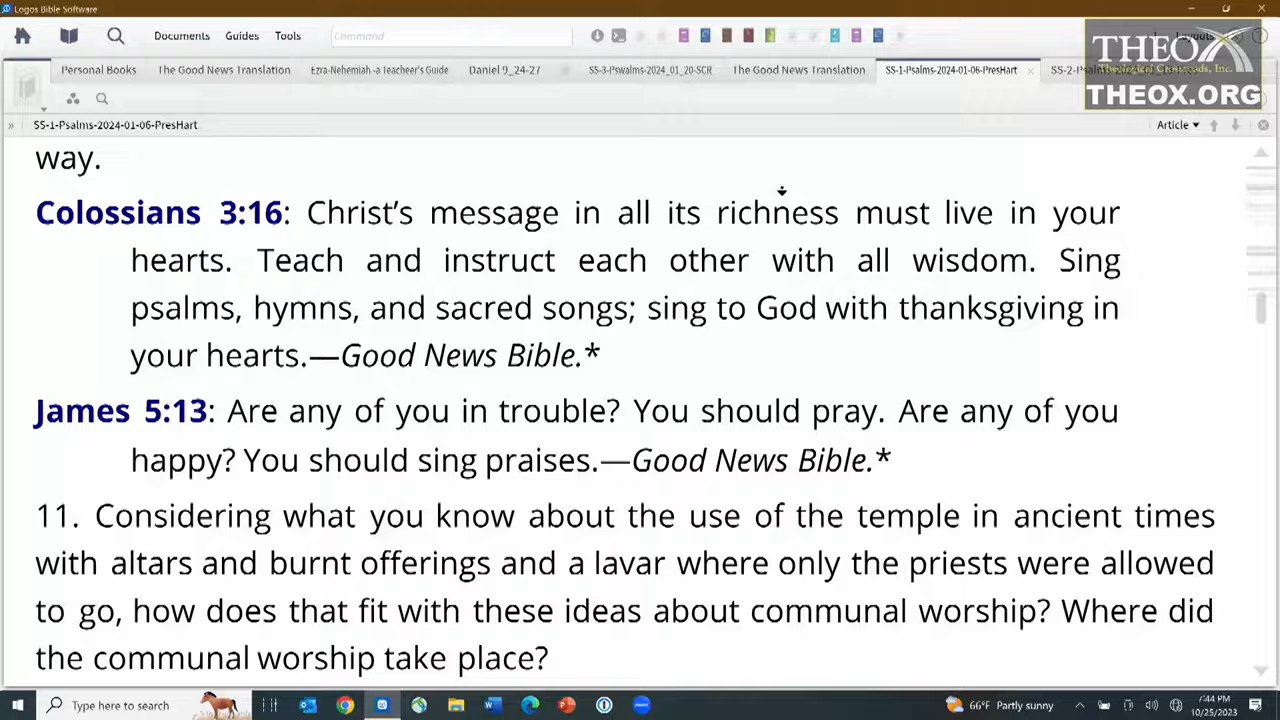 Logos Bible Software
Documents Guides Tools Command
THEOX
Theological Crossroads, Inc.
THEOX.ORG
Personal Books The Good News Translation Ezra-Nehemiah Daniel 9, 24-27 SS-3-Pswalms-2024_01_20-SCR The Good News Translation SS-1-Psalms-2024-01-06-PresHart
SS-1-Psalms-2024-01-06-PresHart Article
way.
Colossians 3:16: Christ’s message in all its richness must live in your
hearts. Teach and instruct each other with all wisdom. Sing
psalms, hymns, and sacred songs; sing to God with thanksgiving in
your hearts.—Good News Bible.*
James 5:13: Are any of you in trouble? You should pray. Are any of you
happy? You should sing praises.—Good News Bible.*
11. Considering what you know about the use of the temple in ancient times
with altars and burnt offerings and a lavar where only the priests were allowed
to go, how does that fit with these ideas about communal worship? Where did
the communal worship take place?
Type here to search 66°F Partly sunny 7:44 PM
10/25/2023